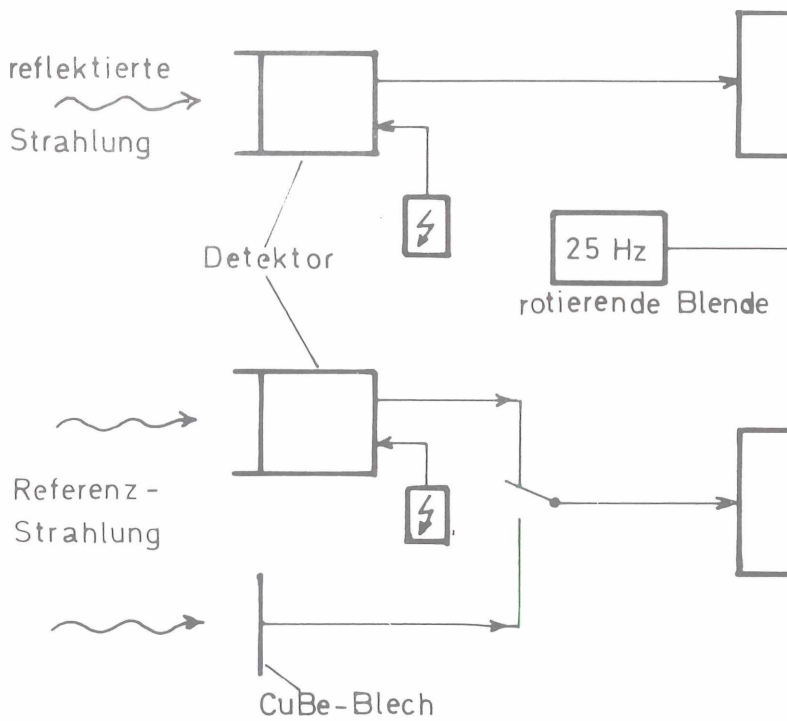 reflektierte
Strahlung
Detektor
25 Hz
rotierende Blende
Referenz-
Strahlung
CuBe-Blech